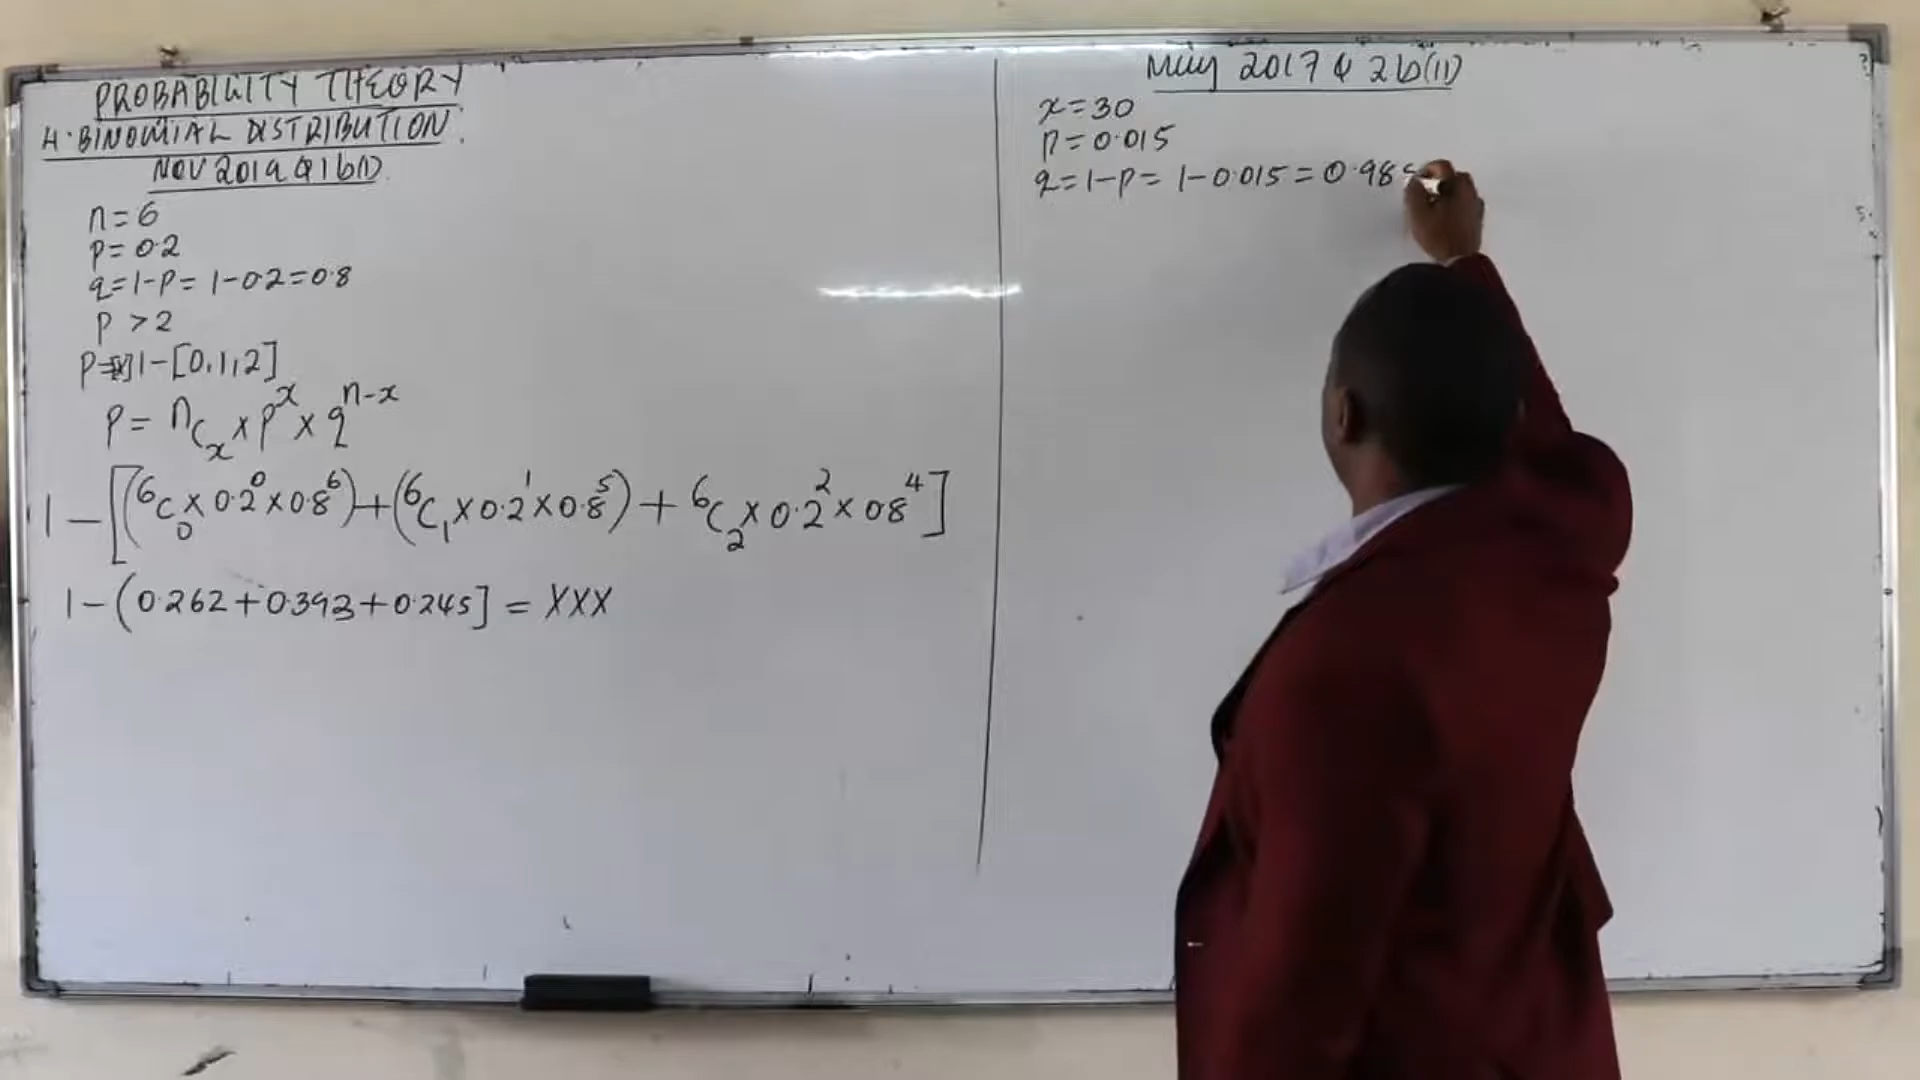 PROBABILITY THEORY
4. BINOMIAL DISTRIBUTION.
NOV 2019 Q1b(I).
n=6
p=0.2
q=1-p= 1-0.2=0.8
P >2
P= 1-[0,1,2]
P= nCx × p^x × q^n-x
1-[(6C0 × 0.2^0 × 0.8^6)+(6C1 × 0.2^1 × 0.8^5)+ 6C2 × 0.2^2 × 0.8^4]
1-(0.262+0.393+0.245] = XXX
May 2017 Q 2b(II)
x=30
p=0.015
q=1-p= 1-0.015=0.985